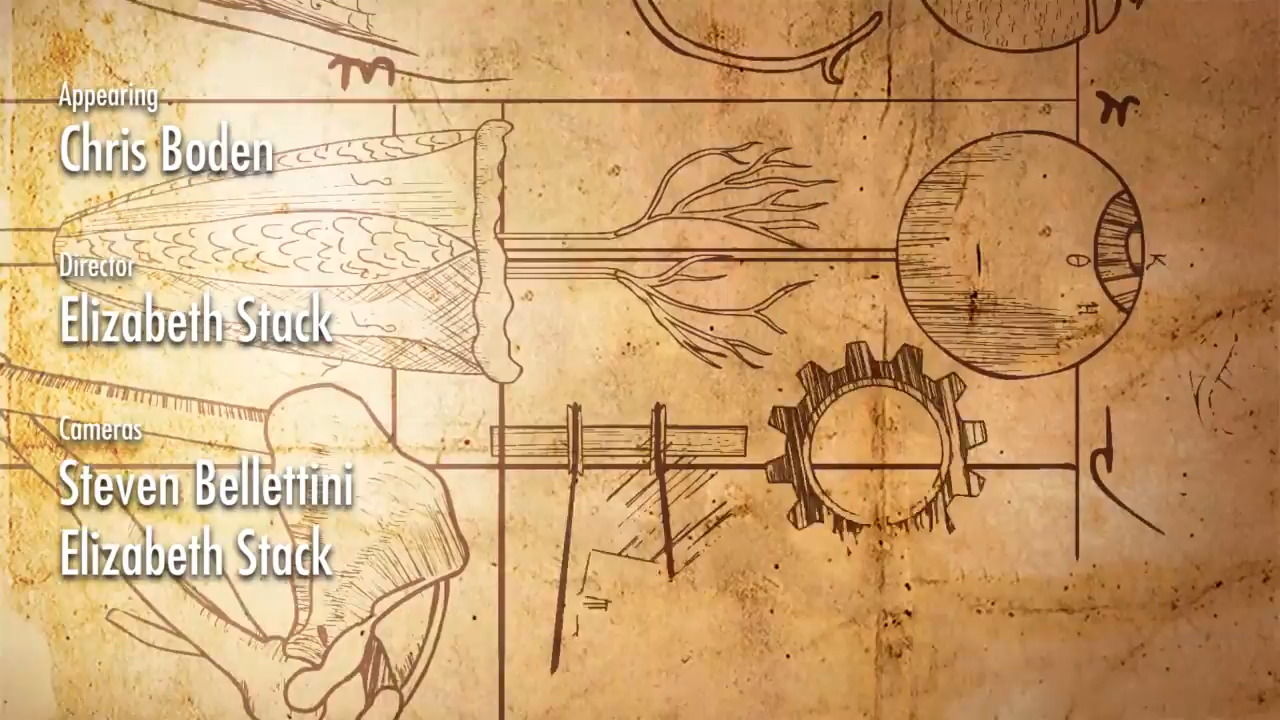 Appearing
Chris Boden
Director
Elizabeth Stack
Cameras
Steven Bellettini
Elizabeth Stack